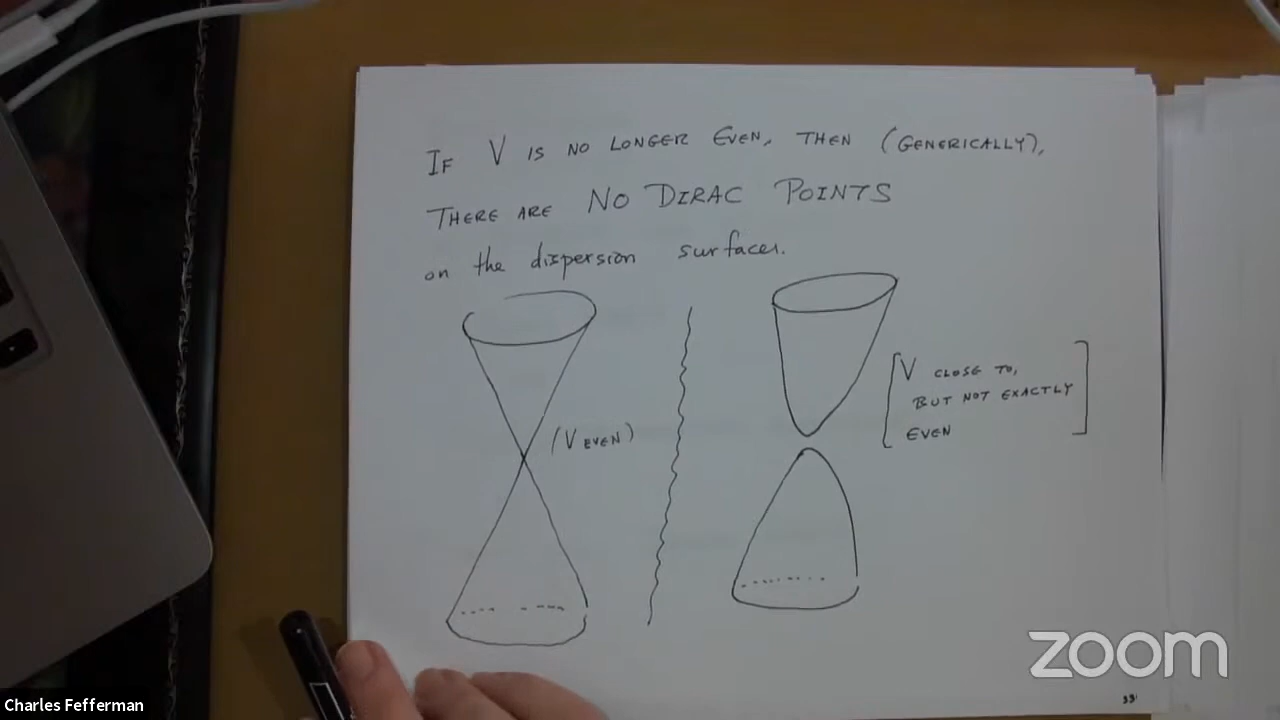 IF V IS NO LONGER EVEN, THEN (GENERICALLY),
THERE ARE NO DIRAC POINTS
on the dispersion surfaces.
(V EVEN)
[V CLOSE TO,
BUT NOT EXACTLY
EVEN]
zoom
33
Charles Fefferman